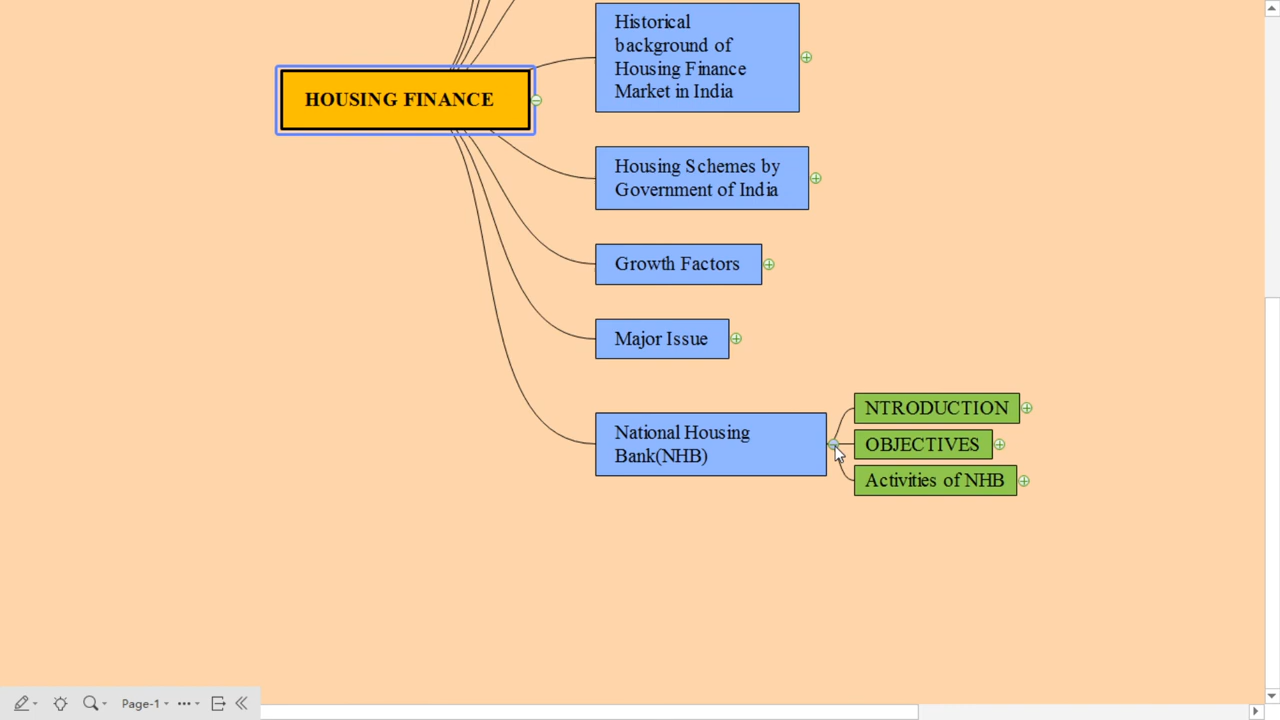 Historical
background of
Housing Finance
Market in India
HOUSING FINANCE
Housing Schemes by
Government of India
Growth Factors
Major Issue
National Housing
Bank(NHB)
NTRODUCTION
OBJECTIVES
Activities of NHB
Page-1